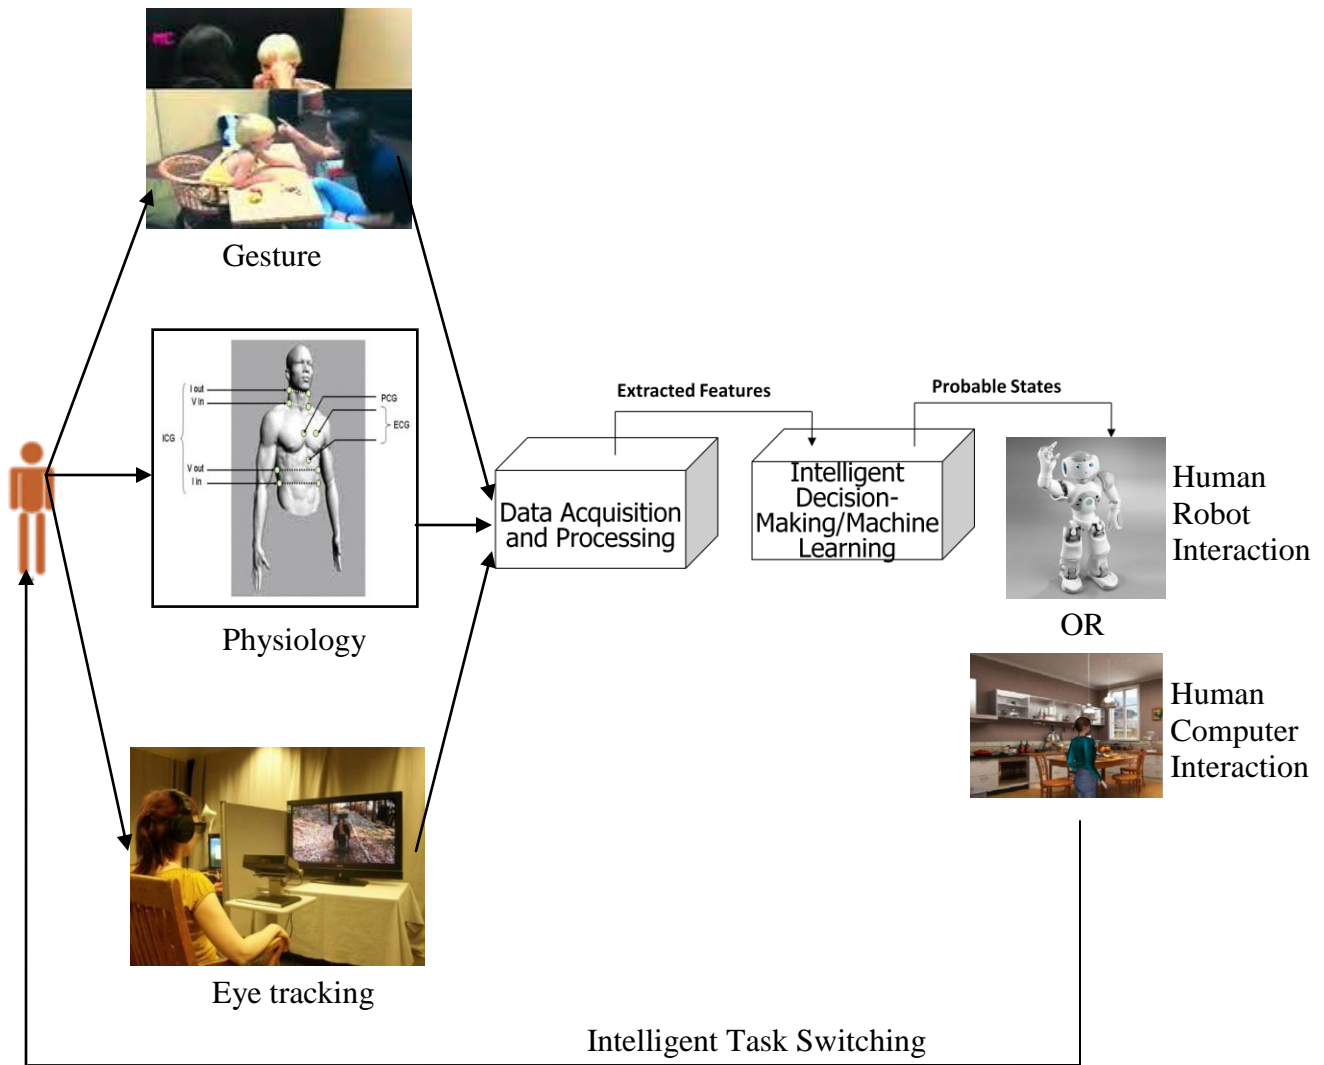 MC
Gesture
I out
V in
PCG
ECG
ICG
V out
I in
Physiology
Eye tracking
Extracted Features
Probable States
Data Acquisition
and Processing
Intelligent
Decision-
Making/Machine
Learning
Human
Robot
Interaction
OR
Human
Computer
Interaction
Intelligent Task Switching